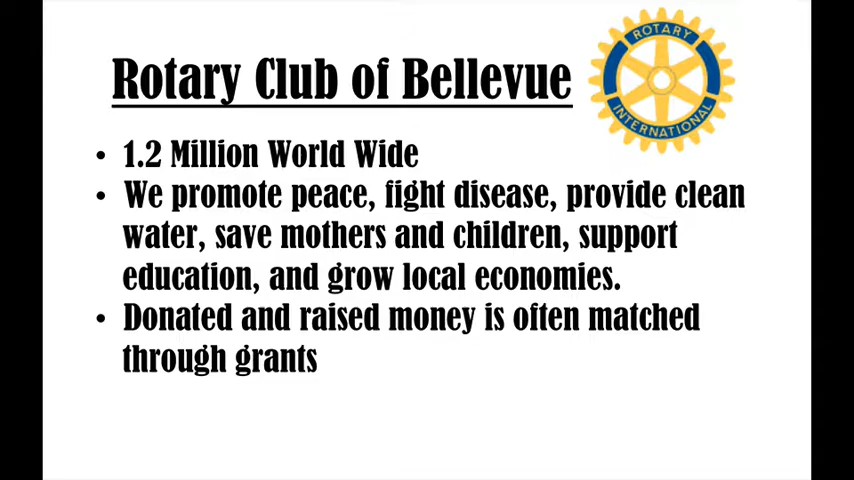 Rotary Club of Bellevue
ROTARY
INTERNATIONAL
• 1.2 Million World Wide
• We promote peace, fight disease, provide clean
water, save mothers and children, support
education, and grow local economies.
• Donated and raised money is often matched
through grants